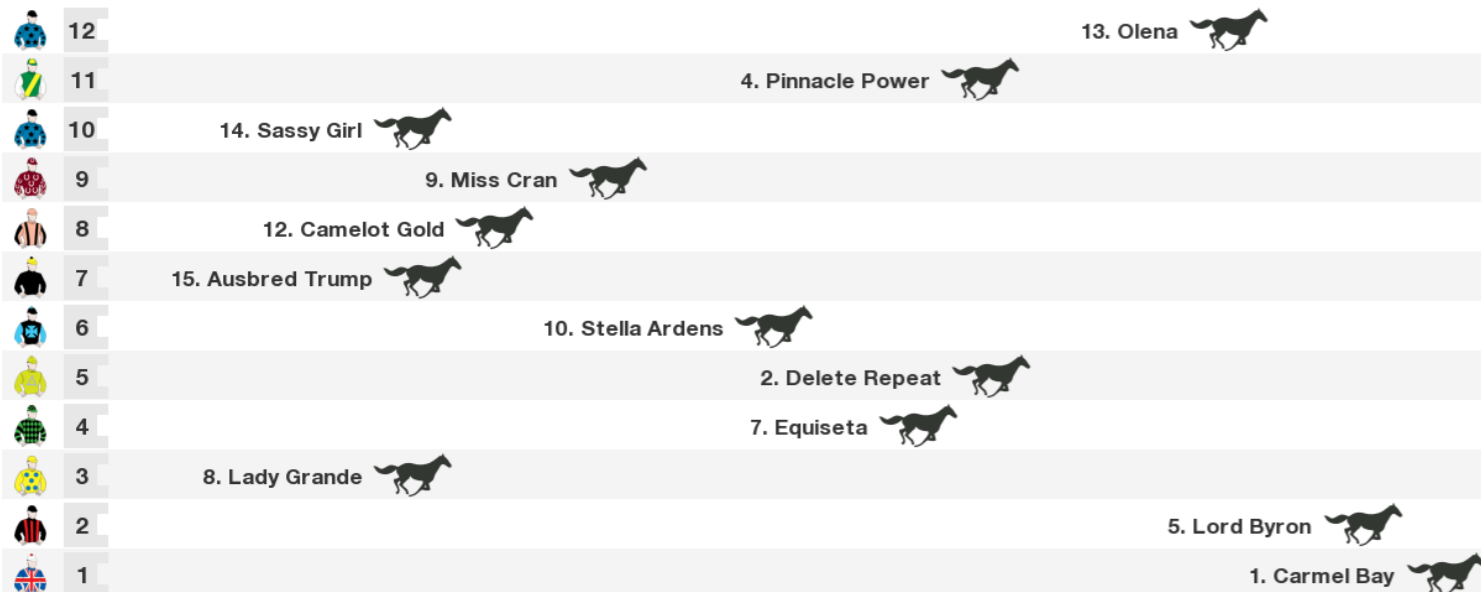 12 13. Olena
11 4. Pinnacle Power
10 14. Sassy Girl
9 9. Miss Cran
8 12. Camelot Gold
7 15. Ausbred Trump
6 10. Stella Ardens
5 2. Delete Repeat
4 7. Equiseta
3 8. Lady Grande
2 5. Lord Byron
1 1. Carmel Bay